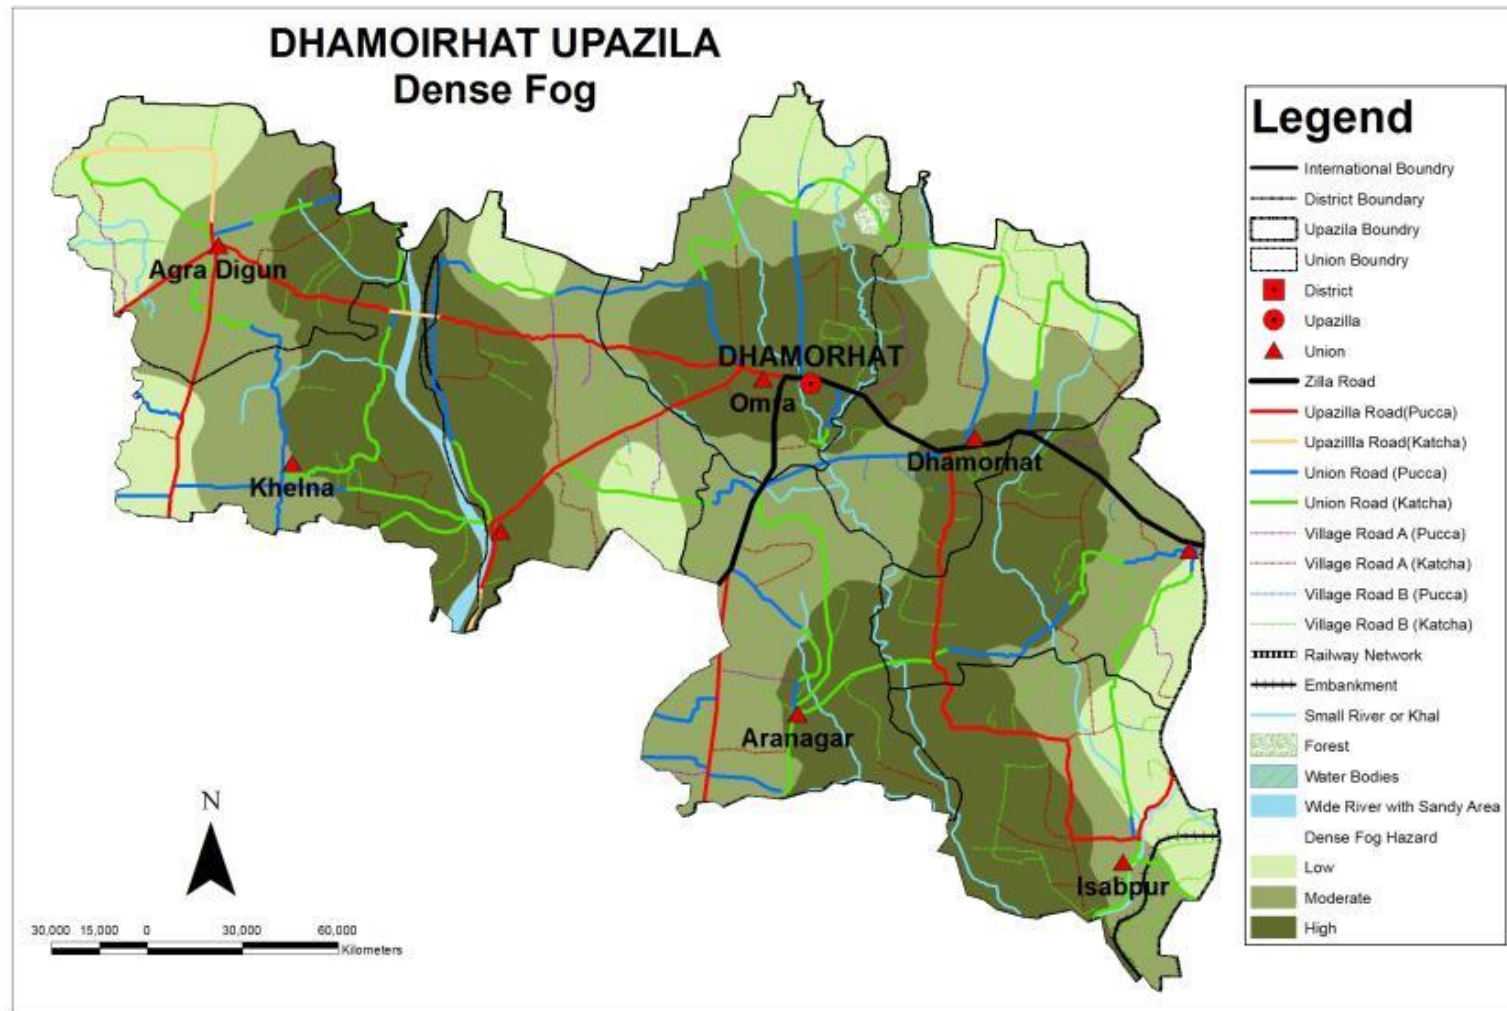 DHAMOIRHAT UPAZILA
Dense Fog
Agra Digun
DHAMORHAT
Omra
Dhamorhat
Khelna
Aranagar
Isabpur
N
30,000 15,000 0 30,000 60,000
Kilometers
Legend
International Boundry
District Boundary
Upazila Boundry
Union Boundry
District
Upazilla
Union
Zilla Road
Upazilla Road(Pucca)
Upazillla Road(Katcha)
Union Road (Pucca)
Union Road (Katcha)
Village Road A (Pucca)
Village Road A (Katcha)
Village Road B (Pucca)
Village Road B (Katcha)
Railway Network
Embankment
Small River or Khal
Forest
Water Bodies
Wide River with Sandy Area
Dense Fog Hazard
Low
Moderate
High